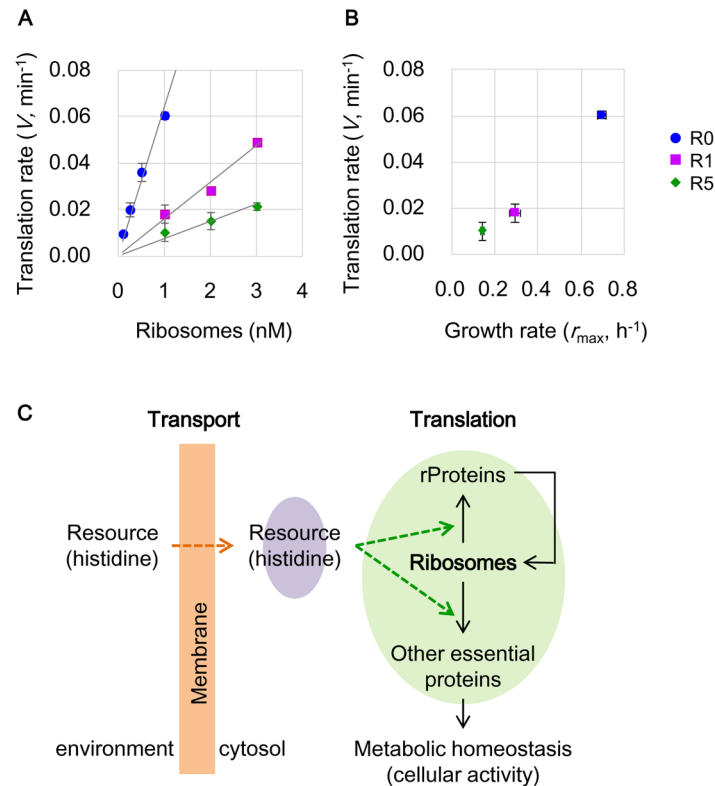 A
Translation rate (V, min-1)
0.08
0.06
0.04
0.02
0.00
0 1 2 3 4
Ribosomes (nM)
B
Translation rate (V, min-1)
0.08
0.06
0.04
0.02
0.00
0.0 0.2 0.4 0.6 0.8
Growth rate (rmax, h-1)
R0
R1
R5
C
Transport
Translation
Resource
(histidine)
Membrane
Resource
(histidine)
rProteins
Ribosomes
Other essential
proteins
environment
cytosol
Metabolic homeostasis
(cellular activity)